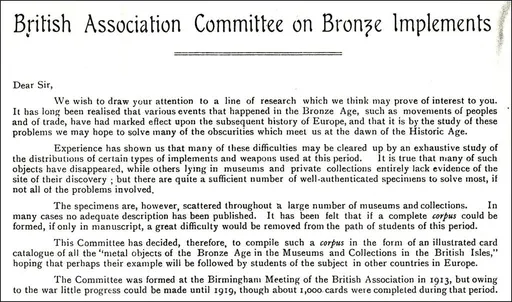 British Association Committee on Bronze Implements
Dear Sir,
We wish to draw your attention to a line of research which we think may prove of interest to you.
It has long been realised that various events that happened in the Bronze Age, such as movements of peoples
and of trade, have had marked effect upon the subsequent history of Europe, and that it is by the study of these
problems we may hope to solve many of the obscurities which meet us at the dawn of the Historic Age.
Experience has shown us that many of these difficulties may be cleared up by an exhaustive study of
the distributions of certain types of implements and weapons used at this period. It is true that many of such
objects have disappeared, while others lying in museums and private collections entirely lack evidence of the
site of their discovery ; but there are quite a sufficient number of well-authenticated specimens to solve most, if
not all of the problems involved.
The specimens are, however, scattered throughout a large number of museums and collections. In
many cases no adequate description has been published. It has been felt that if a complete corpus could be
formed, if only in manuscript, a great difficulty would be removed from the path of students of this period.
This Committee has decided, therefore, to compile such a corpus in the form of an illustrated card
catalogue of all the "metal objects of the Bronze Age in the Museums and Collections in the British Isles,"
hoping that perhaps their example will be followed by students of the subject in other countries in Europe.
The Committee was formed at the Birmingham Meeting of the British Association in 1913, but owing
to the war little progress could be made until 1919, though about 1,000 cards were completed during that period.